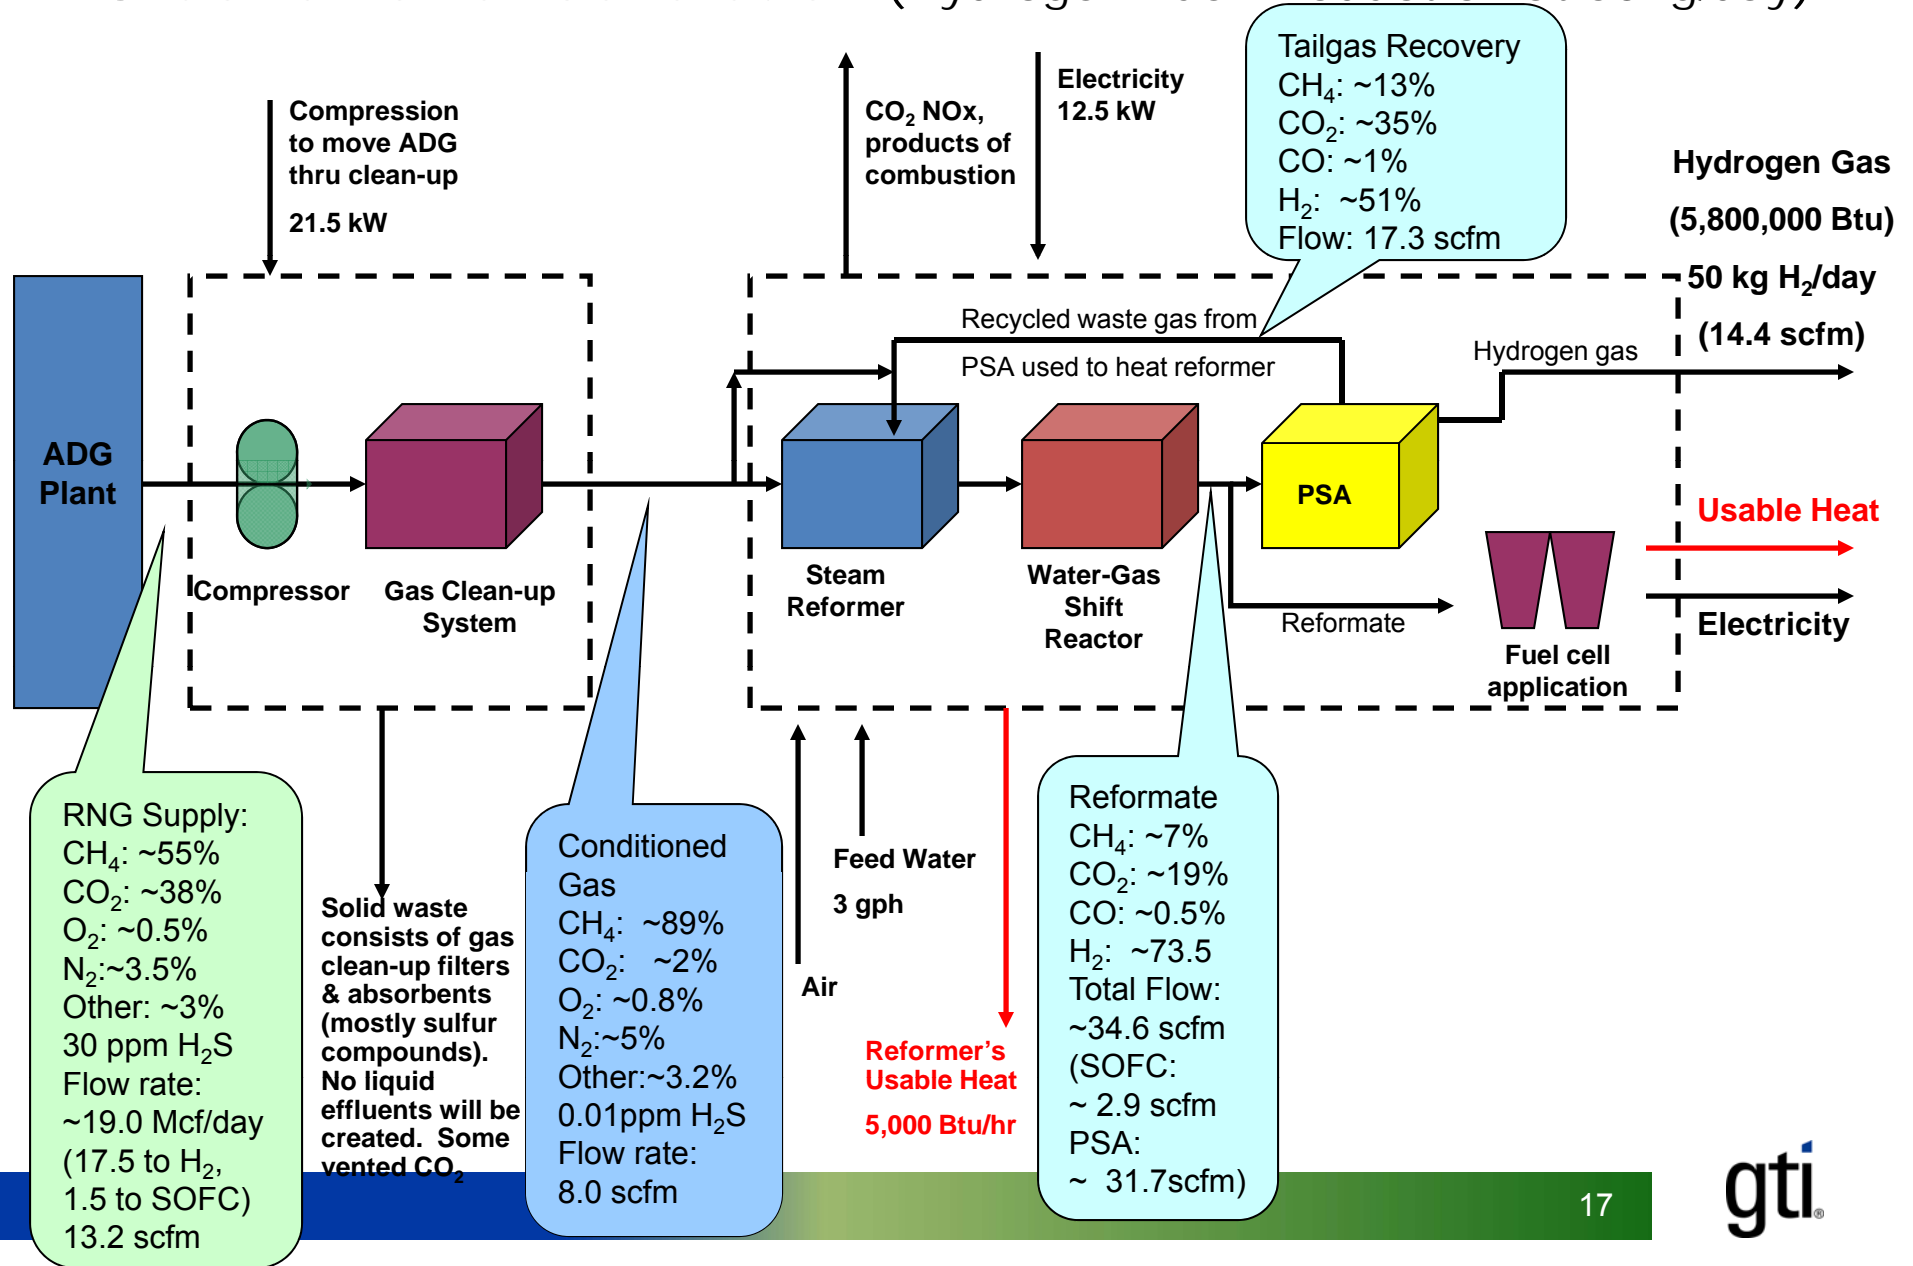 Compression
to move ADG
thru clean-up
21.5 kW
CO₂ NOx,
products of
combustion
Electricity
12.5 kW
Tailgas Recovery
CH₄: ~13%
CO₂: ~35%
CO: ~1%
H₂: ~51%
Flow: 17.3 scfm
Hydrogen Gas
(5,800,000 Btu)
50 kg H₂/day
(14.4 scfm)
Recycled waste gas from
PSA used to heat reformer
Hydrogen gas
ADG
Plant
PSA
Compressor
Gas Clean-up
System
Steam
Reformer
Water-Gas
Shift
Reactor
Reformate
Fuel cell
application
Usable Heat
Electricity
RNG Supply:
CH₄: ~55%
CO₂: ~38%
O₂: ~0.5%
N₂:~3.5%
Other: ~3%
30 ppm H₂S
Flow rate:
~19.0 Mcf/day
(17.5 to H₂,
1.5 to SOFC)
13.2 scfm
Solid waste
consists of gas
clean-up filters
& absorbents
(mostly sulfur
compounds).
No liquid
effluents will be
created. Some
vented CO₂
Conditioned
Gas
CH₄: ~89%
CO₂: ~2%
O₂: ~0.8%
N₂:~5%
Other:~3.2%
0.01ppm H₂S
Flow rate:
8.0 scfm
Air
Feed Water
3 gph
Reformer's
Usable Heat
5,000 Btu/hr
Reformate
CH₄: ~7%
CO₂: ~19%
CO: ~0.5%
H₂: ~73.5
Total Flow:
~34.6 scfm
(SOFC:
~ 2.9 scfm
PSA:
~ 31.7scfm)
17
gti®